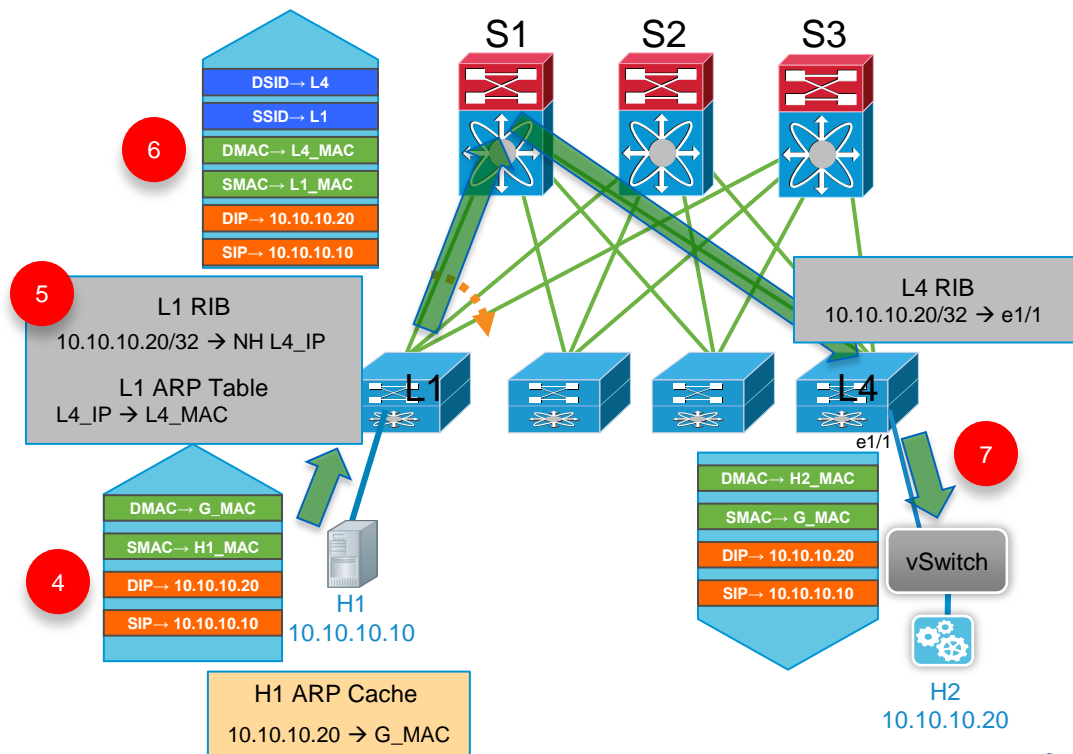 S1
S2
S3
DSID→ L4
SSID→ L1
DMAC→ L4_MAC
SMAC→ L1_MAC
DIP→ 10.10.10.20
SIP→ 10.10.10.10
6
5
L1 RIB
10.10.10.20/32 → NH L4_IP
L1 ARP Table
L4_IP → L4_MAC
L4 RIB
10.10.10.20/32 → e1/1
L1
L4
e1/1
4
DMAC→ G_MAC
SMAC→ H1_MAC
DIP→ 10.10.10.20
SIP→ 10.10.10.10
H1
10.10.10.10
H1 ARP Cache
10.10.10.20 → G_MAC
DMAC→ H2_MAC
SMAC→ G_MAC
DIP→ 10.10.10.20
SIP→ 10.10.10.10
7
vSwitch
H2
10.10.10.20